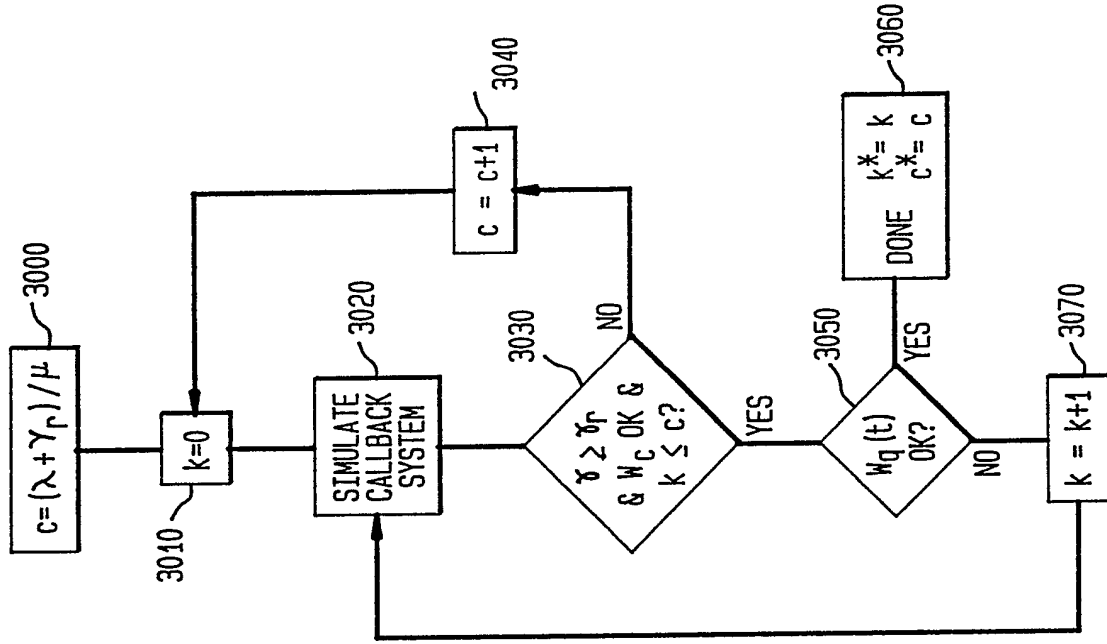 c=(λ+γr)/μ
3000
k=0
3010
SIMULATE
CALLBACK
SYSTEM
3020
γ ≥ γr
& Wc OK &
k ≤ c?
3030
NO
c = c+1
3040
YES
Wq(t)
OK?
3050
YES
DONE k*= k
c*= c
3060
NO
k = k+1
3070